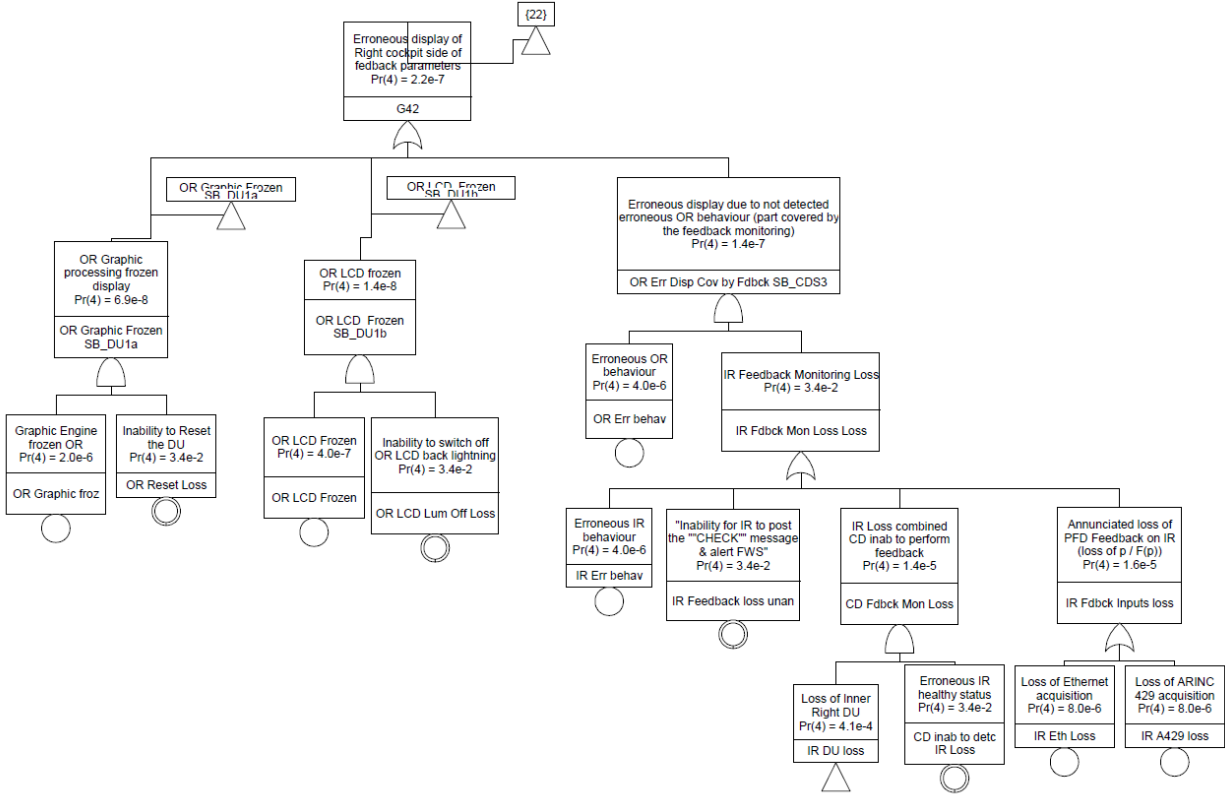 {22}
Erroneous display of
Right cockpit side of
fedback parameters
Pr(4) = 2.2e-7
G42
OR Graphic Frozen
SB_DU1a
OR LCD Frozen
SB_DU1b
Erroneous display due to not detected
erroneous OR behaviour (part covered by
the feedback monitoring)
Pr(4) = 1.4e-7
OR Err Disp Cov by Fdbck SB_CDS3
OR Graphic
processing frozen
display
Pr(4) = 6.9e-8
OR Graphic Frozen
SB_DU1a
OR LCD frozen
Pr(4) = 1.4e-8
OR LCD Frozen
SB_DU1b
Erroneous OR
behaviour
Pr(4) = 4.0e-6
OR Err behav
IR Feedback Monitoring Loss
Pr(4) = 3.4e-2
IR Fdbck Mon Loss Loss
Graphic Engine
frozen OR
Pr(4) = 2.0e-6
OR Graphic froz
Inability to Reset
the DU
Pr(4) = 3.4e-2
OR Reset Loss
OR LCD Frozen
Pr(4) = 4.0e-7
OR LCD Frozen
Inability to switch off
OR LCD back lightning
Pr(4) = 3.4e-2
OR LCD Lum Off Loss
Erroneous IR
behaviour
Pr(4) = 4.0e-6
IR Err behav
"Inability for IR to post
the ""CHECK"" message
& alert FWS"
Pr(4) = 3.4e-2
IR Feedback loss unan
IR Loss combined
CD inab to perform
feedback
Pr(4) = 1.4e-5
CD Fdbck Mon Loss
Annunciated loss of
PFD Feedback on IR
(loss of p / F(p))
Pr(4) = 1.6e-5
IR Fdbck Inputs loss
Loss of Inner
Right DU
Pr(4) = 4.1e-4
IR DU loss
Erroneous IR
healthy status
Pr(4) = 3.4e-2
CD inab to detc
IR Loss
Loss of Ethernet
acquisition
Pr(4) = 8.0e-6
IR Eth Loss
Loss of ARINC
429 acquisition
Pr(4) = 8.0e-6
IR A429 loss